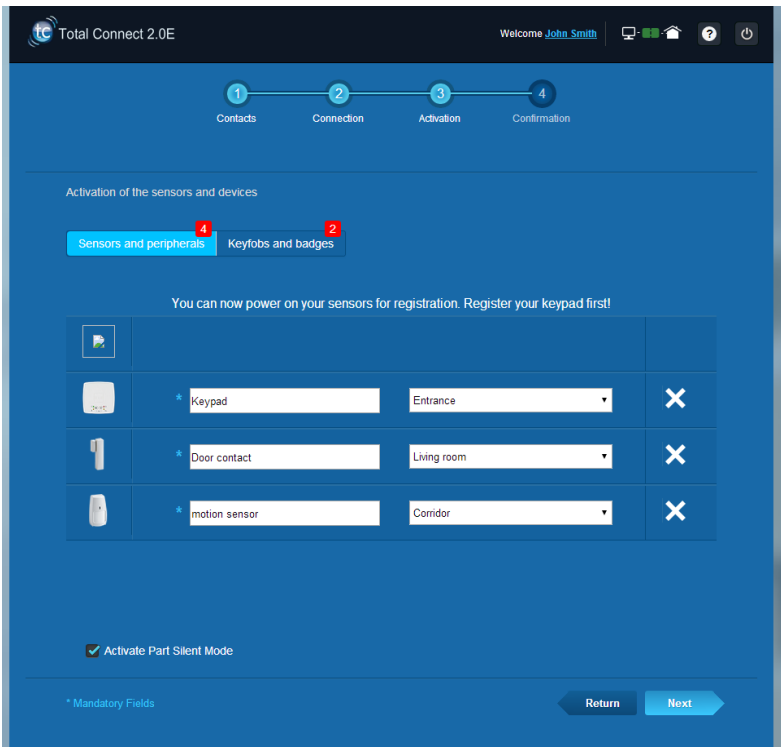 tc Total Connect 2.0E
Welcome John Smith
?
1 2 3 4
Contacts Connection Activation Confirmation
Activation of the sensors and devices
4 2
Sensors and peripherals Keyfobs and badges
You can now power on your sensors for registration. Register your keypad first!
* Keypad Entrance
* Door contact Living room
* motion sensor Corridor
Activate Part Silent Mode
* Mandatory Fields Return Next